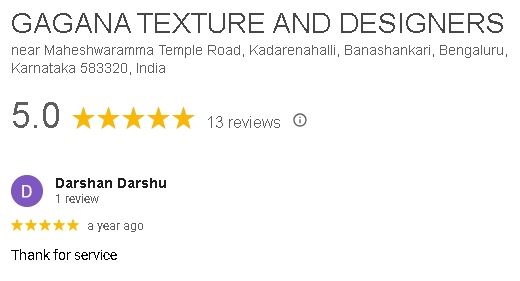 GAGANA TEXTURE AND DESIGNERS
near Maheshwaramma Temple Road, Kadarenahalli, Banashankari, Bengaluru,
Karnataka 583320, India
5.0 13 reviews
D Darshan Darshu
1 review
a year ago
Thank for service